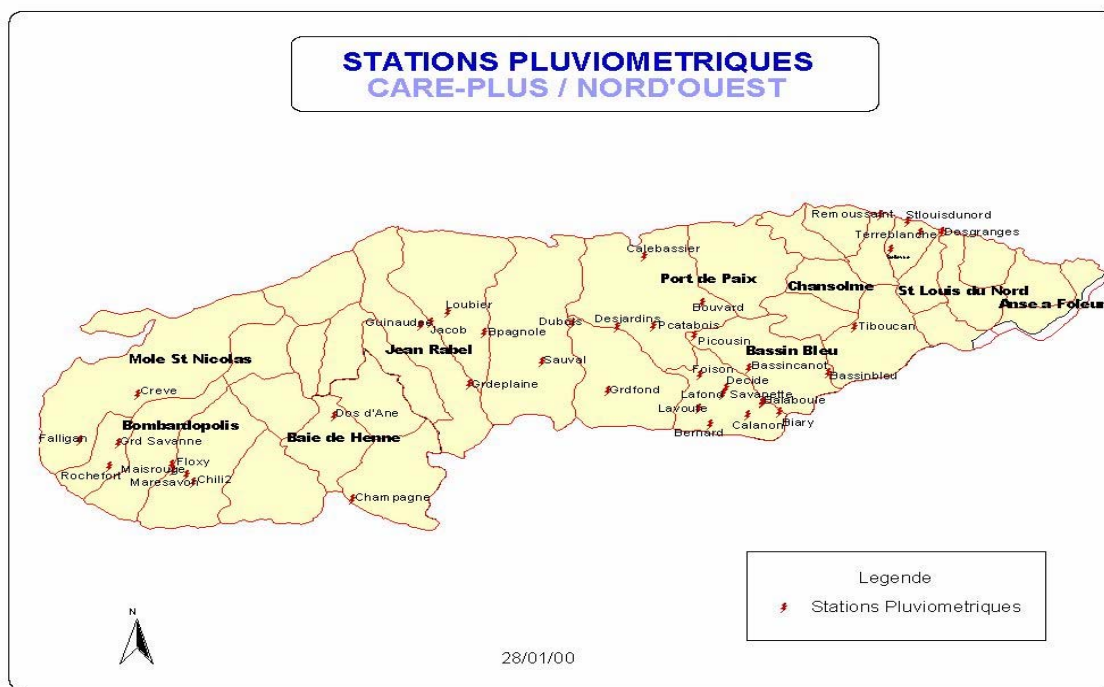 STATIONS PLUVIOMETRIQUES
CARE-PLUS / NORD'OUEST
Remoussaint
Stlouisdunord
Terreblanche
Desgranges
Calebassier
Port de Paix
Chansolme
St Louis du Nord
Anse a Foleur
Bouvard
Loubier
Guinaudee
Jacob
Bpagnole
Dubois
Desjardins
Pcatabois
Tiboucan
Picousin
Jean Rabel
Mole St Nicolas
Bassin Bleu
Sauval
Bassincanot
Foison
Bassinbleu
Grdeplaine
Decide
Creve
Grdfond
Lafond
Savanette
Balaboule
Lavoute
Dos d'Ane
Calanon
Biary
Bombardopolis
Bernard
Baie de Henne
Falligan
Grd Savanne
Floxy
Rochefort
Maisrouge
Maresavon
Chili2
Champagne
Legende
Stations Pluviometriques
N
28/01/00